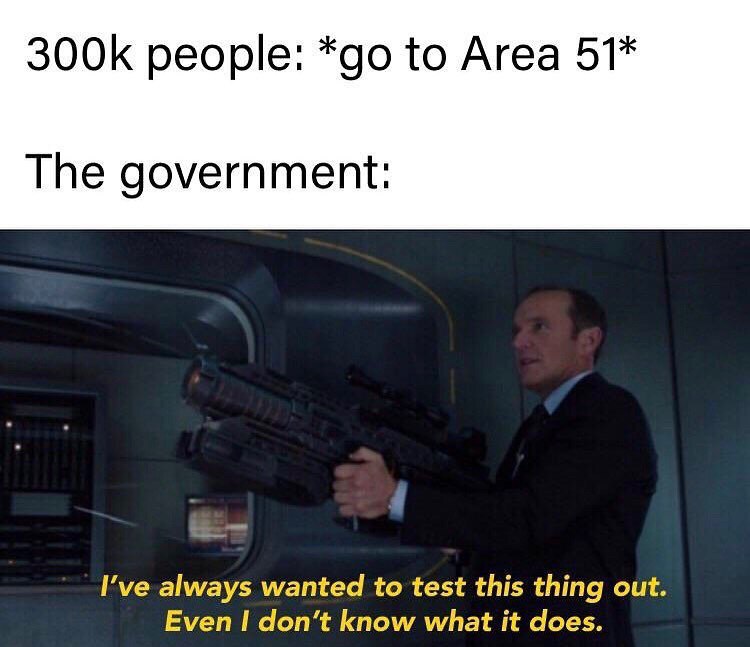 300k people: *go to Area 51*
The government:
I've always wanted to test this thing out.
Even I don't know what it does.